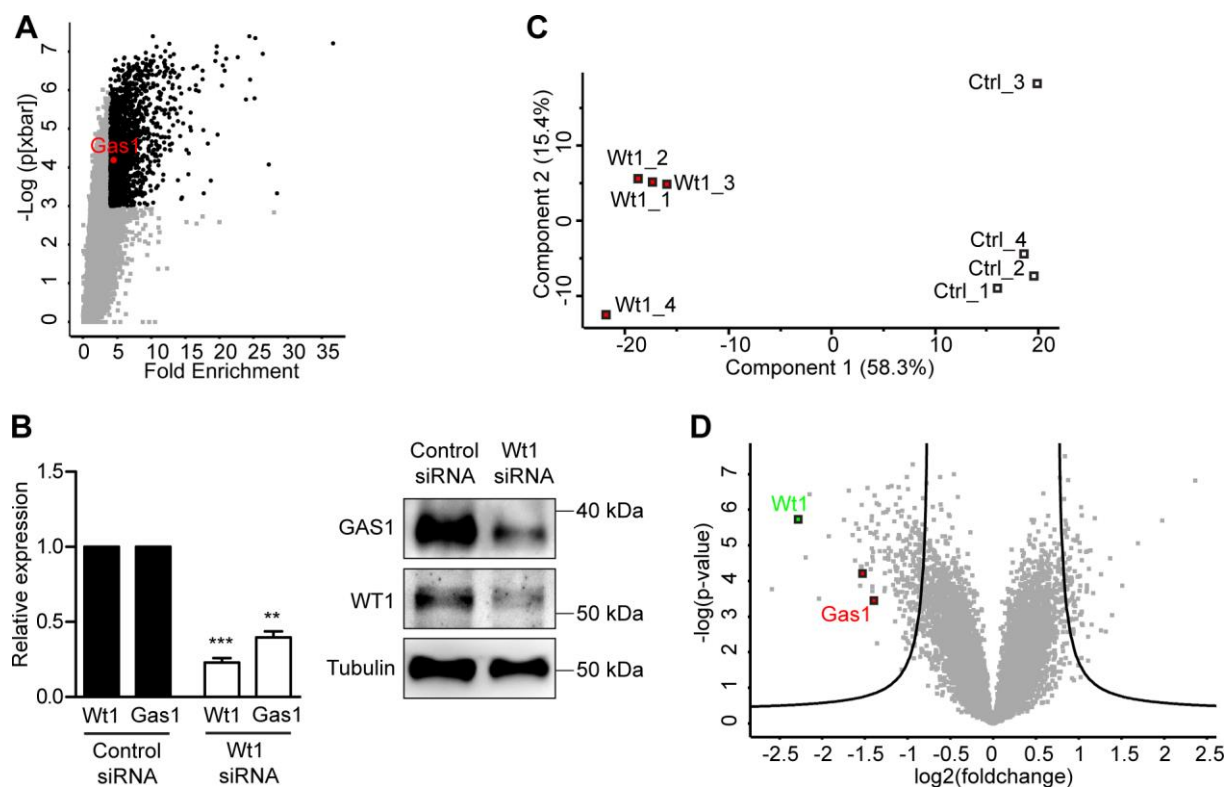 A
-Log (p[xbar])
7
6
5
4
3
2
1
0
Gas1
0 5 10 15 20 25 30 35
Fold Enrichment
C
Component 2 (15.4%)
10
0
-10
Ctrl_3
Wt1_2
Wt1_3
Wt1_1
Ctrl_4
Ctrl_2
Ctrl_1
Wt1_4
-20 -10 0 10 20
Component 1 (58.3%)
B
Relative expression
1.5
1.0
0.5
0.0
***
**
Wt1 Gas1 Wt1 Gas1
Control siRNA
Wt1 siRNA
Control siRNA
Wt1 siRNA
GAS1
40 kDa
WT1
50 kDa
Tubulin
50 kDa
D
-log(p-value)
7
6
5
4
3
2
1
0
Wt1
Gas1
-2.5 -2 -1.5 -1 -0.5 0 0.5 1 1.5 2 2.5
log2(foldchange)